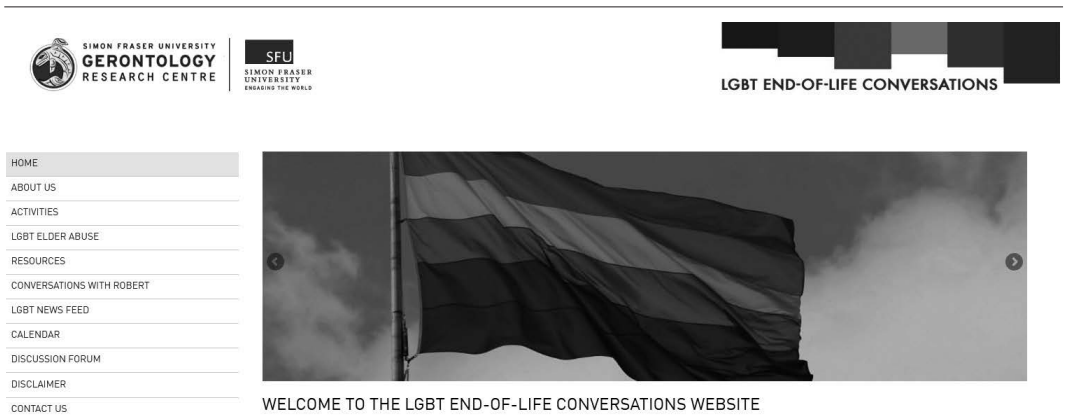 SIMON FRASER UNIVERSITY
GERONTOLOGY
RESEARCH CENTRE
SFU
SIMON FRASER
UNIVERSITY
ENGAGING THE WORLD
LGBT END-OF-LIFE CONVERSATIONS
HOME
ABOUT US
ACTIVITIES
LGBT ELDER ABUSE
RESOURCES
CONVERSATIONS WITH ROBERT
LGBT NEWS FEED
CALENDAR
DISCUSSION FORUM
DISCLAIMER
CONTACT US
WELCOME TO THE LGBT END-OF-LIFE CONVERSATIONS WEBSITE